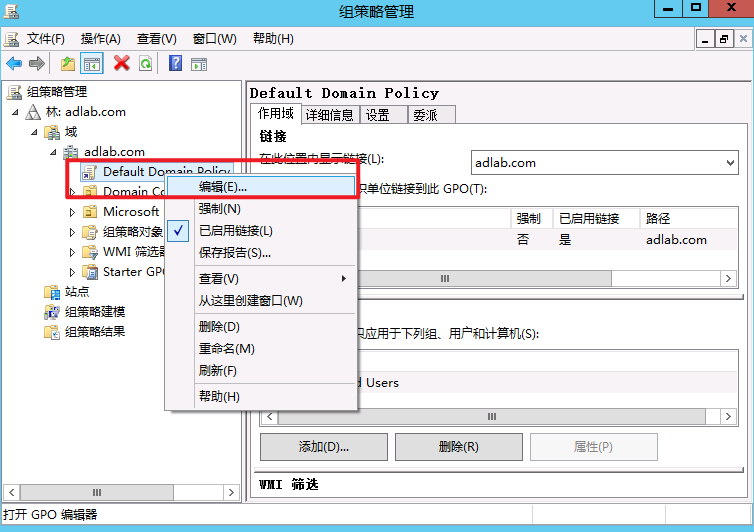 组策略管理
文件(F) 操作(A) 查看(V) 窗口(W) 帮助(H)
组策略管理
林: adlab.com
域
adlab.com
Default Domain Policy
Domain Co
Microsoft
组策略对象
WMI 筛选器
Starter GPO
站点
组策略建模
组策略结果
编辑(E)...
强制(N)
已启用链接(L)
保存报告(S)...
查看(V)
从这里创建窗口(W)
删除(D)
重命名(M)
刷新(F)
帮助(H)
Default Domain Policy
作用域 详细信息 设置 委派
链接
在此位置内显示链接(L): adlab.com
织单位链接到此 GPO(T):
强制 已启用链接 路径
否 是 adlab.com
只应用于下列组、用户和计算机(S):
d Users
添加(D)... 删除(R) 属性(P)
WMI 筛选
打开 GPO 编辑器